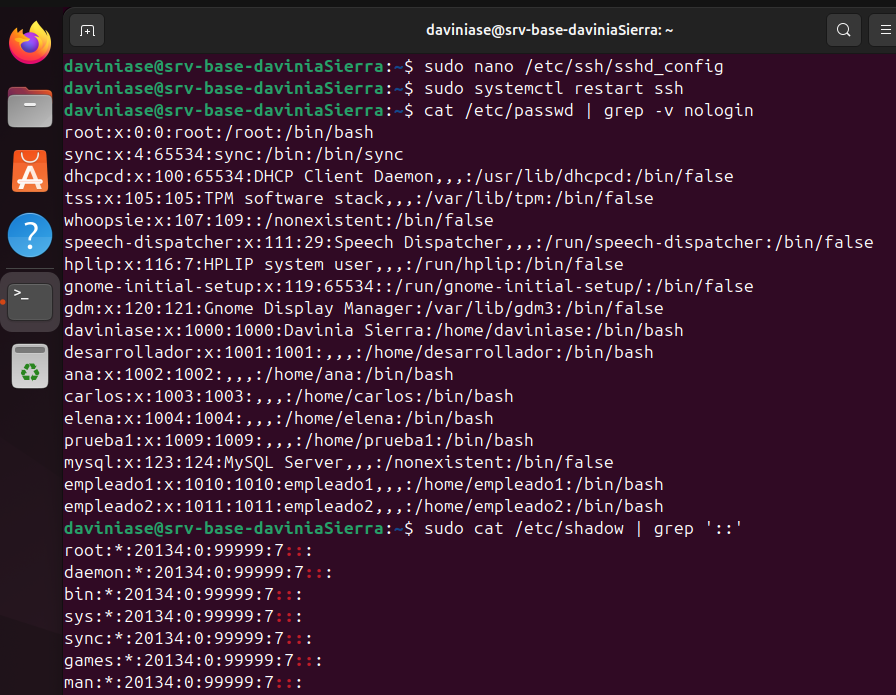 daviniase@srv-base-daviniaSierra: ~
daviniase@srv-base-daviniaSierra:~$ sudo nano /etc/ssh/sshd_config
daviniase@srv-base-daviniaSierra:~$ sudo systemctl restart ssh
daviniase@srv-base-daviniaSierra:~$ cat /etc/passwd | grep -v nologin
root:x:0:0:root:/root:/bin/bash
sync:x:4:65534:sync:/bin:/bin/sync
dhcpcd:x:100:65534:DHCP Client Daemon,,,:/usr/lib/dhcpcd:/bin/false
tss:x:105:105:TPM software stack,,,:/var/lib/tpm:/bin/false
whoopsie:x:107:109::/nonexistent:/bin/false
speech-dispatcher:x:111:29:Speech Dispatcher,,,:/run/speech-dispatcher:/bin/false
hplip:x:116:7:HPLIP system user,,,:/run/hplip:/bin/false
gnome-initial-setup:x:119:65534::/run/gnome-initial-setup/:/bin/false
gdm:x:120:121:Gnome Display Manager:/var/lib/gdm3:/bin/false
daviniase:x:1000:1000:Davinia Sierra:/home/daviniase:/bin/bash
desarrollador:x:1001:1001:,,,:/home/desarrollador:/bin/bash
ana:x:1002:1002:,,,:/home/ana:/bin/bash
carlos:x:1003:1003:,,,:/home/carlos:/bin/bash
elena:x:1004:1004:,,,:/home/elena:/bin/bash
prueba1:x:1009:1009:,,,:/home/prueba1:/bin/bash
mysql:x:123:124:MySQL Server,,,:/nonexistent:/bin/false
empleado1:x:1010:1010:empleado1,,,:/home/empleado1:/bin/bash
empleado2:x:1011:1011:empleado2,,,:/home/empleado2:/bin/bash
daviniase@srv-base-daviniaSierra:~$ sudo cat /etc/shadow | grep '::'
root:*:20134:0:99999:7:::
daemon:*:20134:0:99999:7:::
bin:*:20134:0:99999:7:::
sys:*:20134:0:99999:7:::
sync:*:20134:0:99999:7:::
games:*:20134:0:99999:7:::
man:*:20134:0:99999:7:::